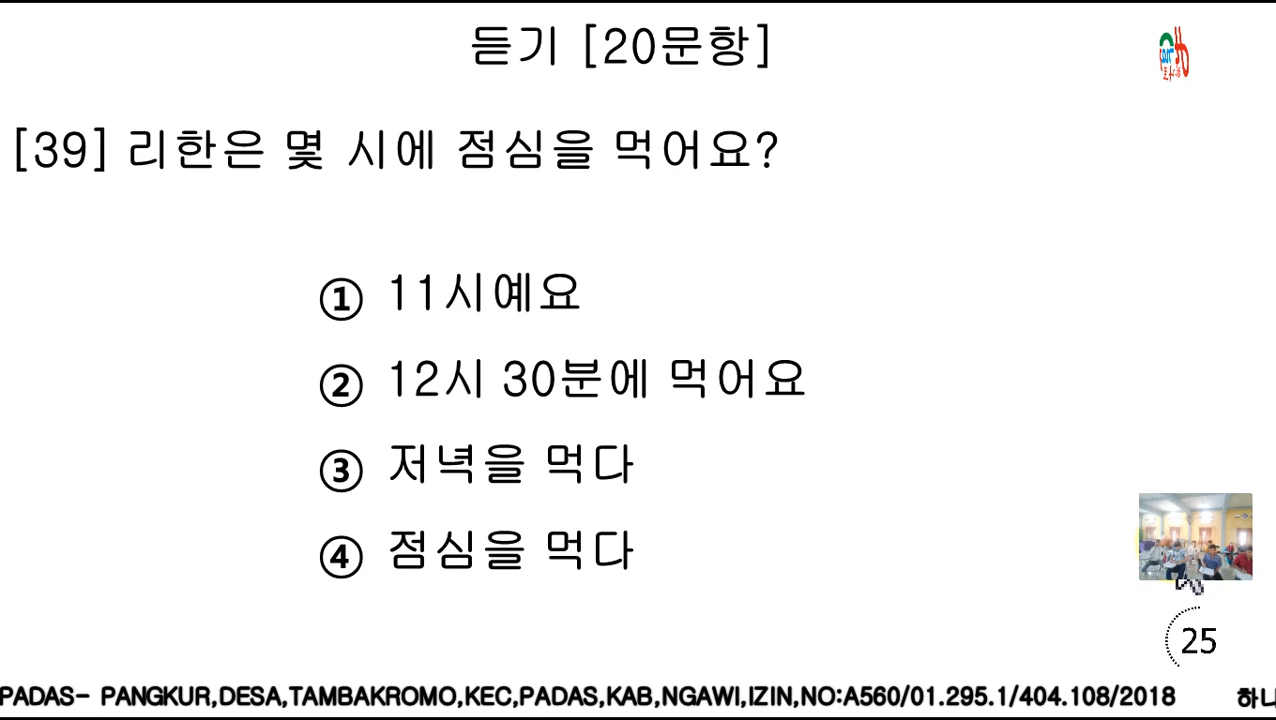 듣기 [20문항]
[39] 리한은 몇 시에 점심을 먹어요?
① 11시예요
② 12시 30분에 먹어요
③ 저녁을 먹다
④ 점심을 먹다
25
PADAS- PANGKUR,DESA,TAMBAKROMO,KEC,PADAS,KAB,NGAWI,IZIN,NO:A560/01.295.1/404.108/2018 하나